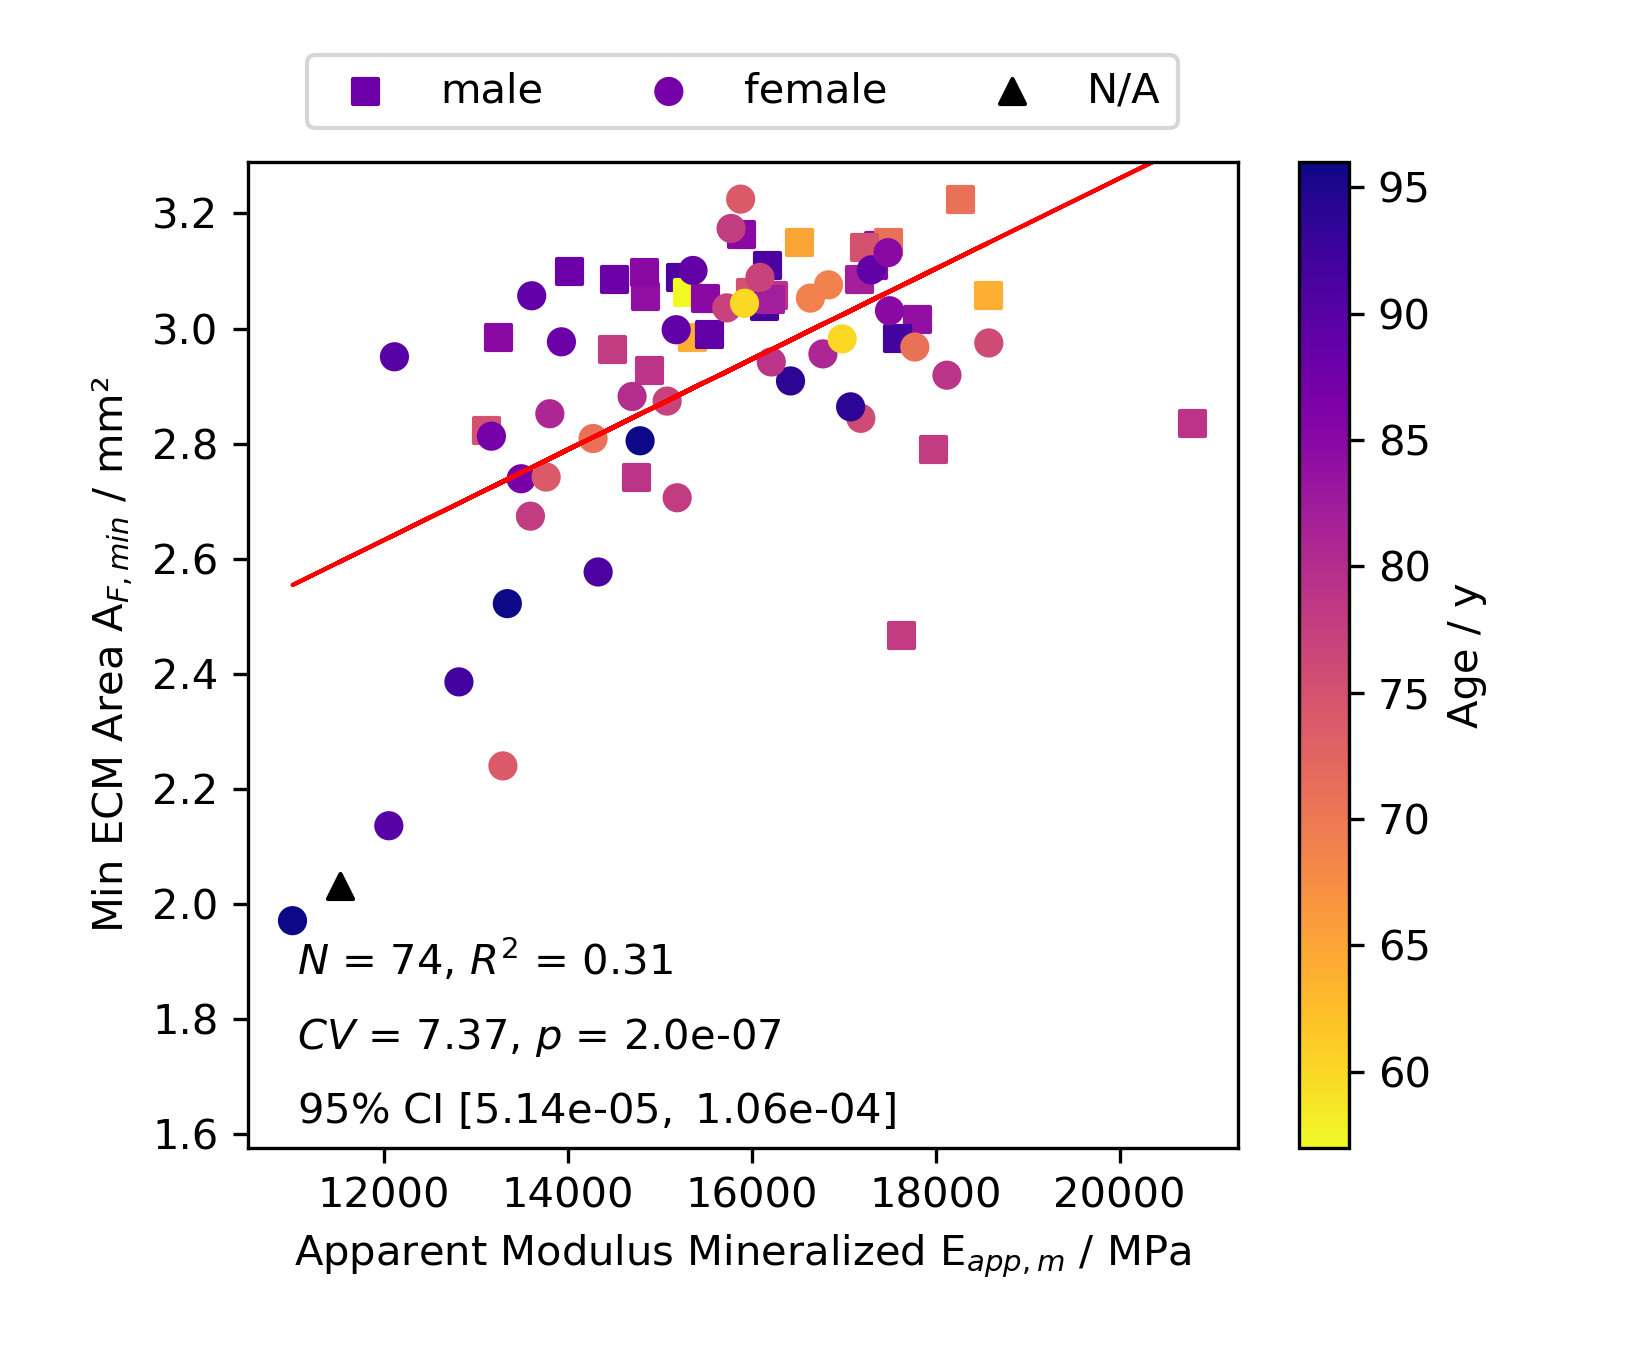 male female N/A
3.2
3.0
2.8
2.6
2.4
2.2
2.0
1.8
1.6
Min ECM Area A_{F, min} / mm²
N = 74, R² = 0.31
CV = 7.37, p = 2.0e-07
95% CI [5.14e-05, 1.06e-04]
12000 14000 16000 18000 20000
Apparent Modulus Mineralized E_{app, m} / MPa
95
90
85
80
75
70
65
60
Age / y